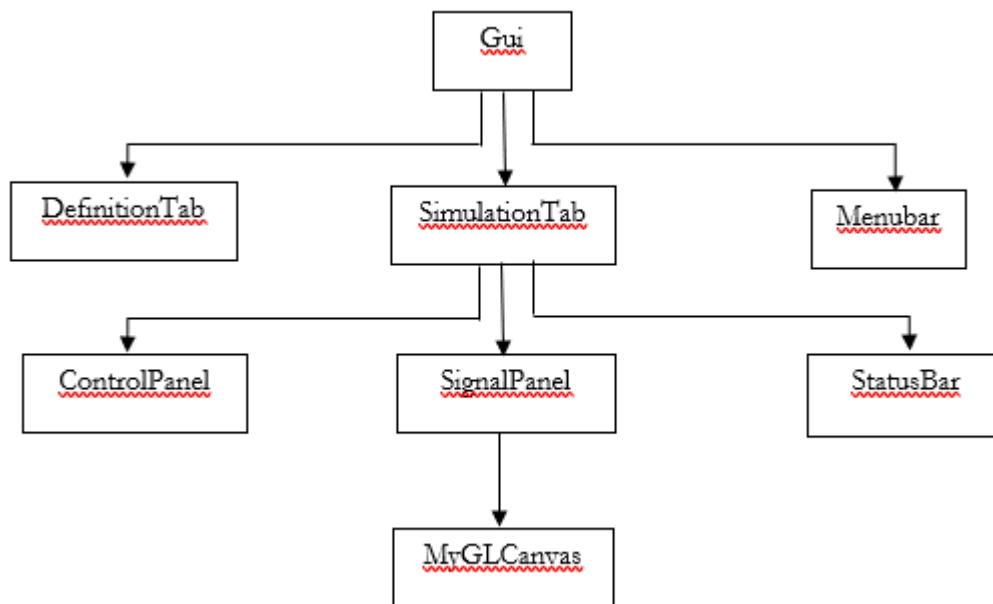 Gui
DefinitionTab
SimulationTab
Menubar
ControlPanel
SignalPanel
StatusBar
MyGLCanvas